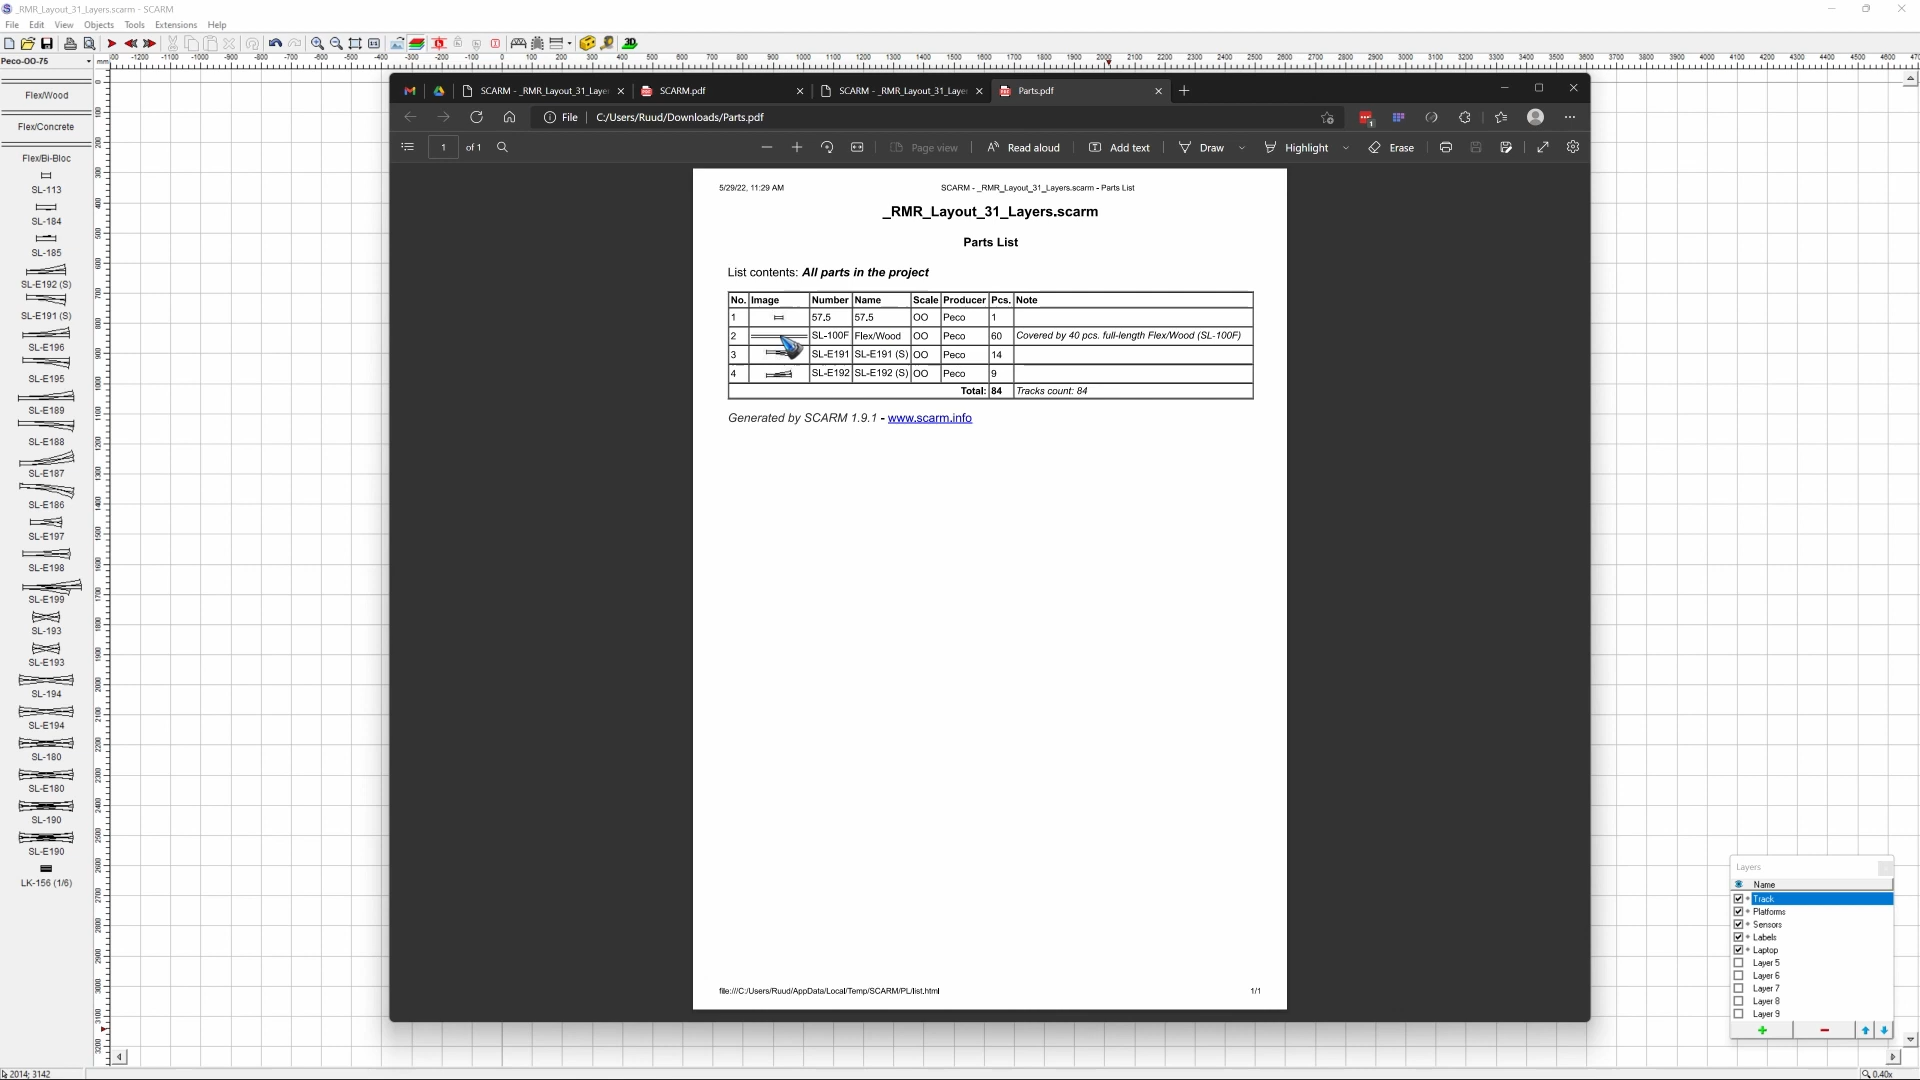 _RMR_Layout_31_Layers.scarm - SCARM
File Edit View Objects Tools Extensions Help
Peco-OO-75
mm
Flex/Wood
Flex/Concrete
Flex/Bi-Bloc
SL-113
SL-184
SL-185
SL-E192 (S)
SL-E191 (S)
SL-E196
SL-E195
SL-E189
SL-E188
SL-E187
SL-E186
SL-E197
SL-E198
SL-E199
SL-193
SL-E193
SL-194
SL-E194
SL-180
SL-E180
SL-190
SL-E190
LK-156 (1/6)
SCARM - _RMR_Layout_31_Layer
SCARM.pdf
SCARM - _RMR_Layout_31_Layer
Parts.pdf
File C:/Users/Ruud/Downloads/Parts.pdf
1 of 1 Page view Read aloud Add text Draw Highlight Erase
5/29/22, 11:29 AM SCARM - _RMR_Layout_31_Layers.scarm - Parts List
_RMR_Layout_31_Layers.scarm
Parts List
List contents: All parts in the project
No. Image Number Name Scale Producer Pcs. Note
1 57.5 57.5 OO Peco 1
2 SL-100F Flex/Wood OO Peco 60 Covered by 40 pcs. full-length Flex/Wood (SL-100F)
3 SL-E191 SL-E191 (S) OO Peco 14
4 SL-E192 SL-E192 (S) OO Peco 9
Total: 84 Tracks count: 84
Generated by SCARM 1.9.1 - www.scarm.info
file:///C:/Users/Ruud/AppData/Local/Temp/SCARM/PL/list.html 1/1
Layers
Name
Track
Platforms
Sensors
Labels
Laptop
Layer 5
Layer 6
Layer 7
Layer 8
Layer 9
2014; 3142
0.40x